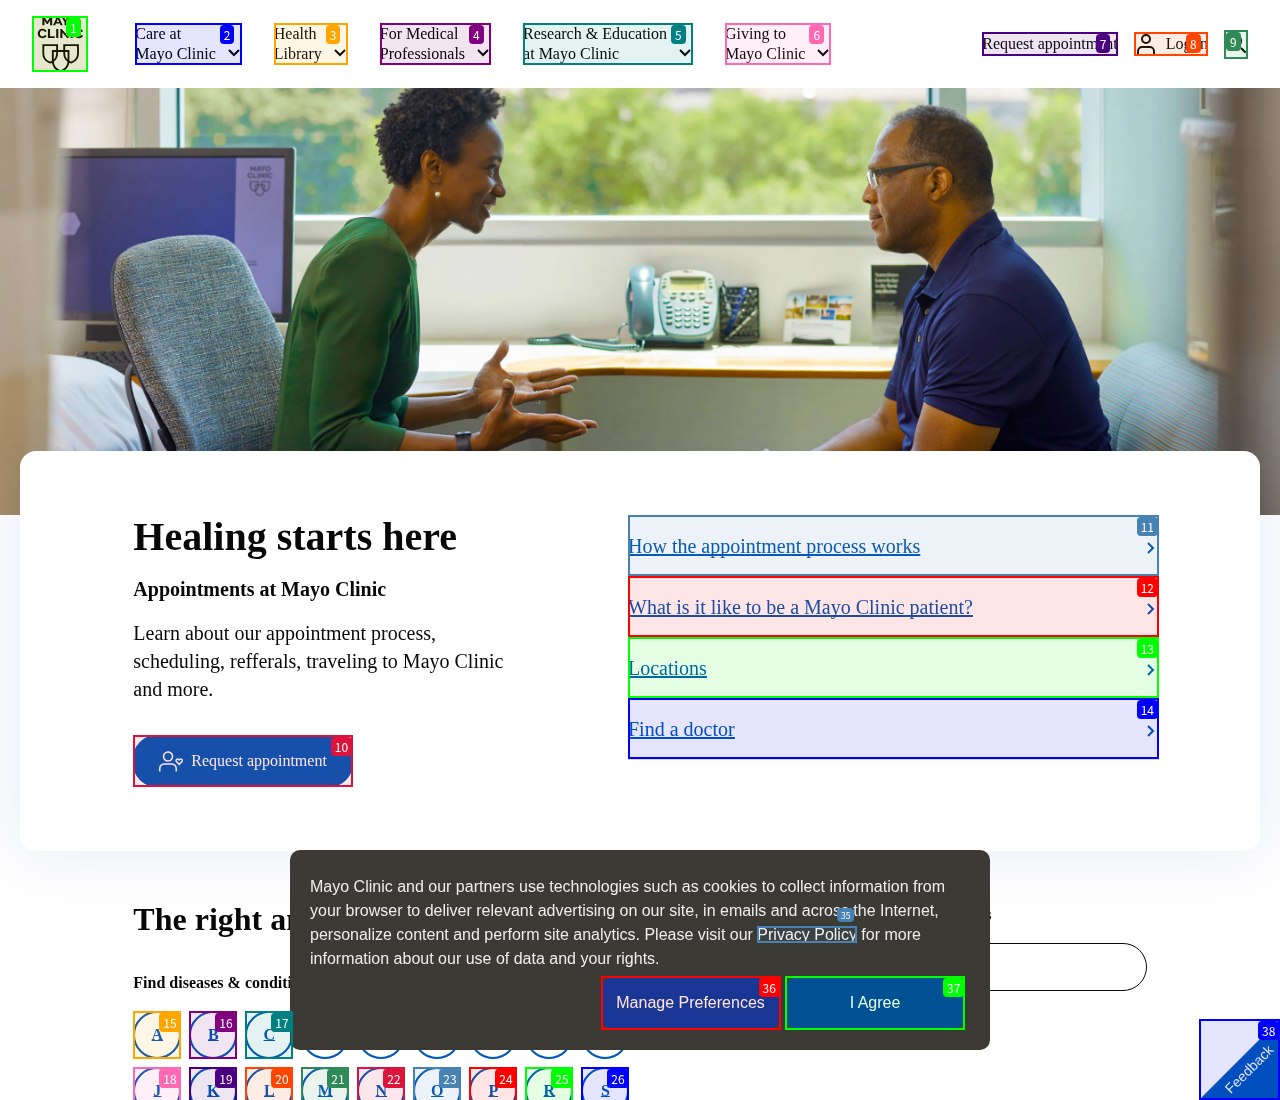 MAYO
CLINIC
1
Care at
Mayo Clinic
2
Health
Library
3
For Medical
Professionals
4
Research & Education
at Mayo Clinic
5
Giving to
Mayo Clinic
6
Request appointment
7
8
9
MAYO
CLINIC
Healing starts here
Appointments at Mayo Clinic
Learn about our appointment process,
scheduling, refferals, traveling to Mayo Clinic
and more.
Request appointment
10
How the appointment process works
11
What is it like to be a Mayo Clinic patient?
12
Locations
13
Find a doctor
14
The right
Find diseases &
A 15
B 16
C 17
J 18
K 19
L 20
M 21
N 22
O 23
P 24
R 25
S 26
Mayo Clinic and our partners use technologies such as cookies to collect information from
your browser to deliver relevant advertising on our site, in emails and across the Internet,
personalize content and perform site analytics. Please visit our Privacy Policy for more
information about our use of data and your rights.
35
Manage Preferences
36
I Agree
37
Feedback
38